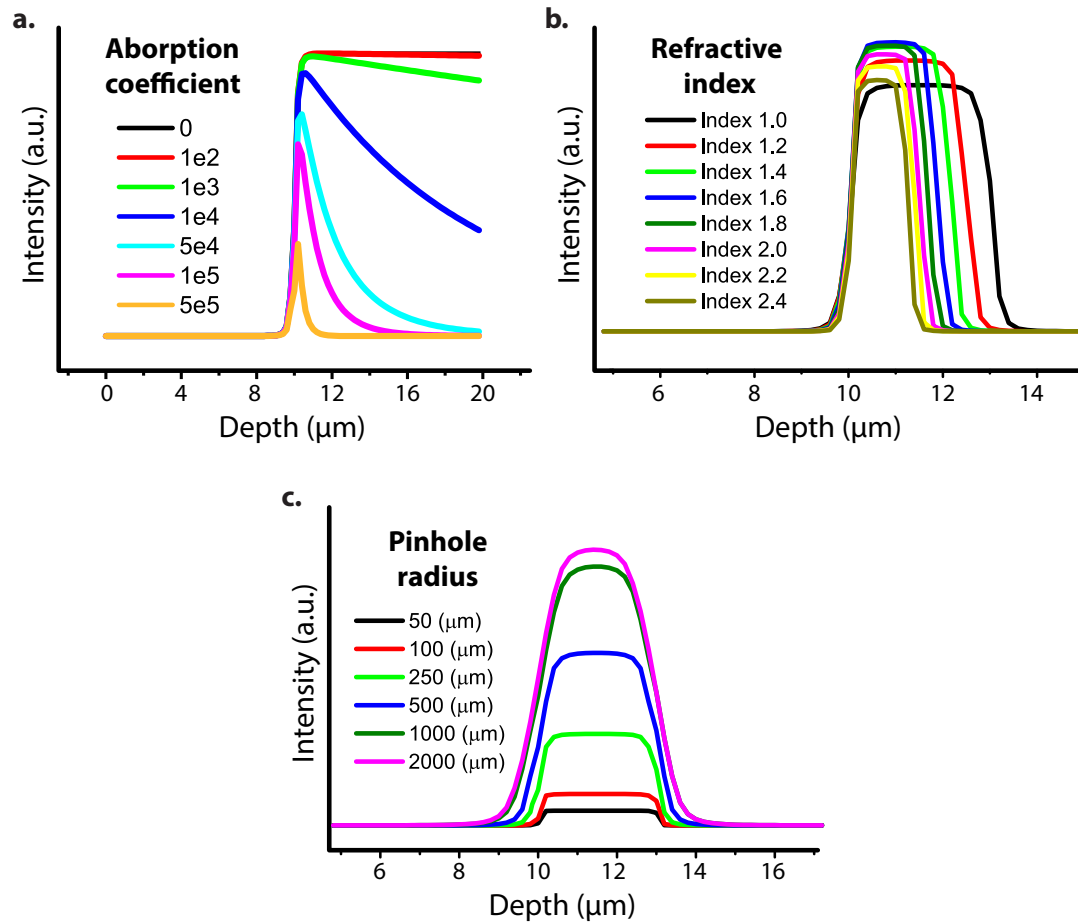 a.
Aborption
coefficient
0
1e2
1e3
1e4
5e4
1e5
5e5
Intensity (a.u.)
0 4 8 12 16 20
Depth (μm)
b.
Refractive
index
Index 1.0
Index 1.2
Index 1.4
Index 1.6
Index 1.8
Index 2.0
Index 2.2
Index 2.4
Intensity (a.u.)
6 8 10 12 14
Depth (μm)
c.
Pinhole
radius
50 (μm)
100 (μm)
250 (μm)
500 (μm)
1000 (μm)
2000 (μm)
Intensity (a.u.)
6 8 10 12 14 16
Depth (μm)